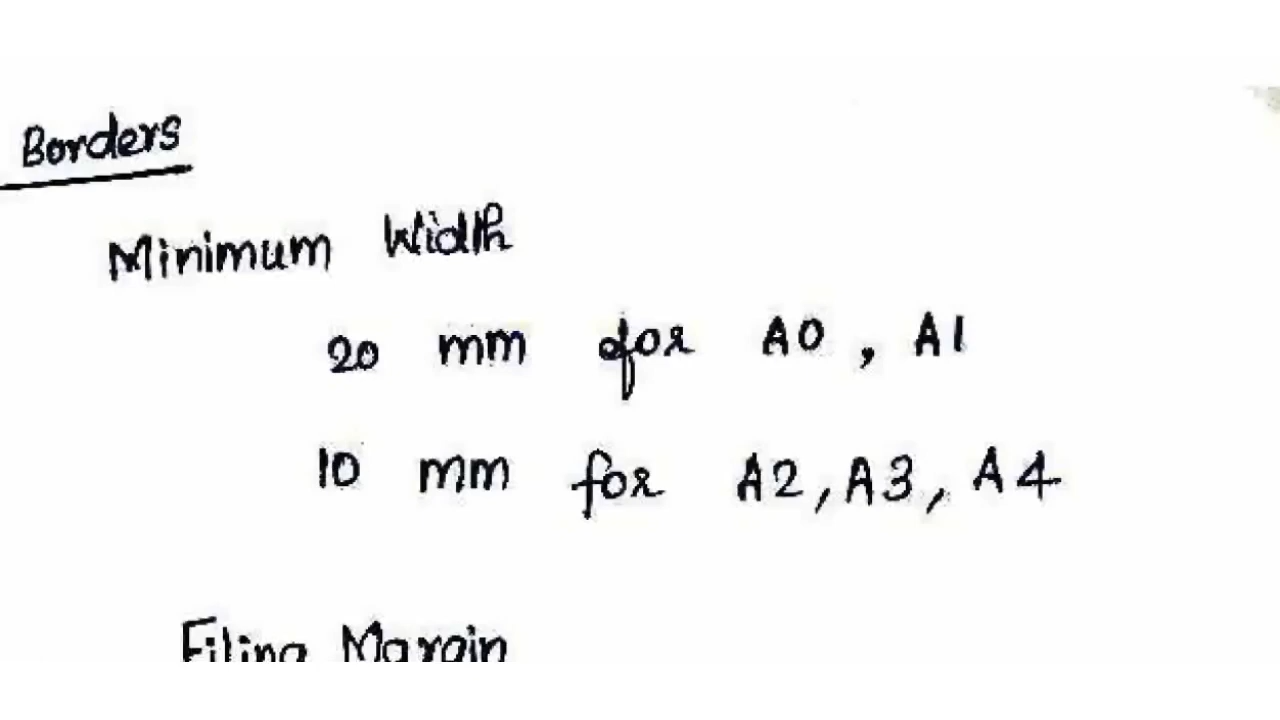 Borders
Minimum Width
20 mm for A0, A1
10 mm for A2, A3, A4
Filing Margin